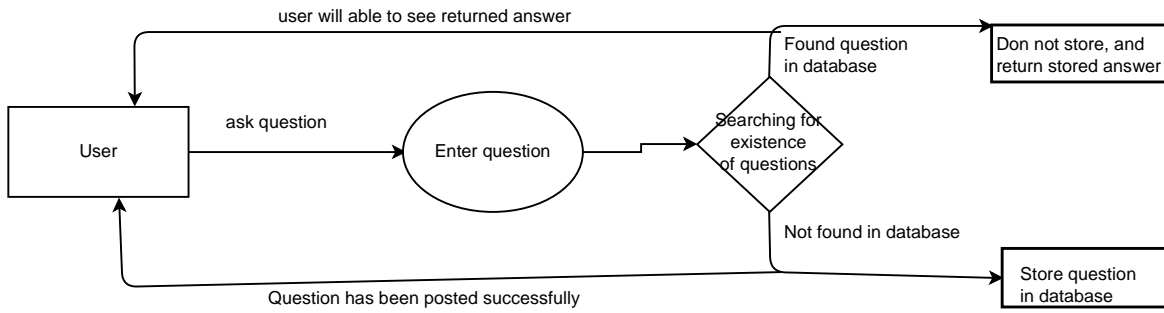 user will able to see returned answer
Found question
in database
Don not store, and
return stored answer
ask question
User
Enter question
Searching for
existence
of questions
Not found in database
Store question
in database
Question has been posted successfully